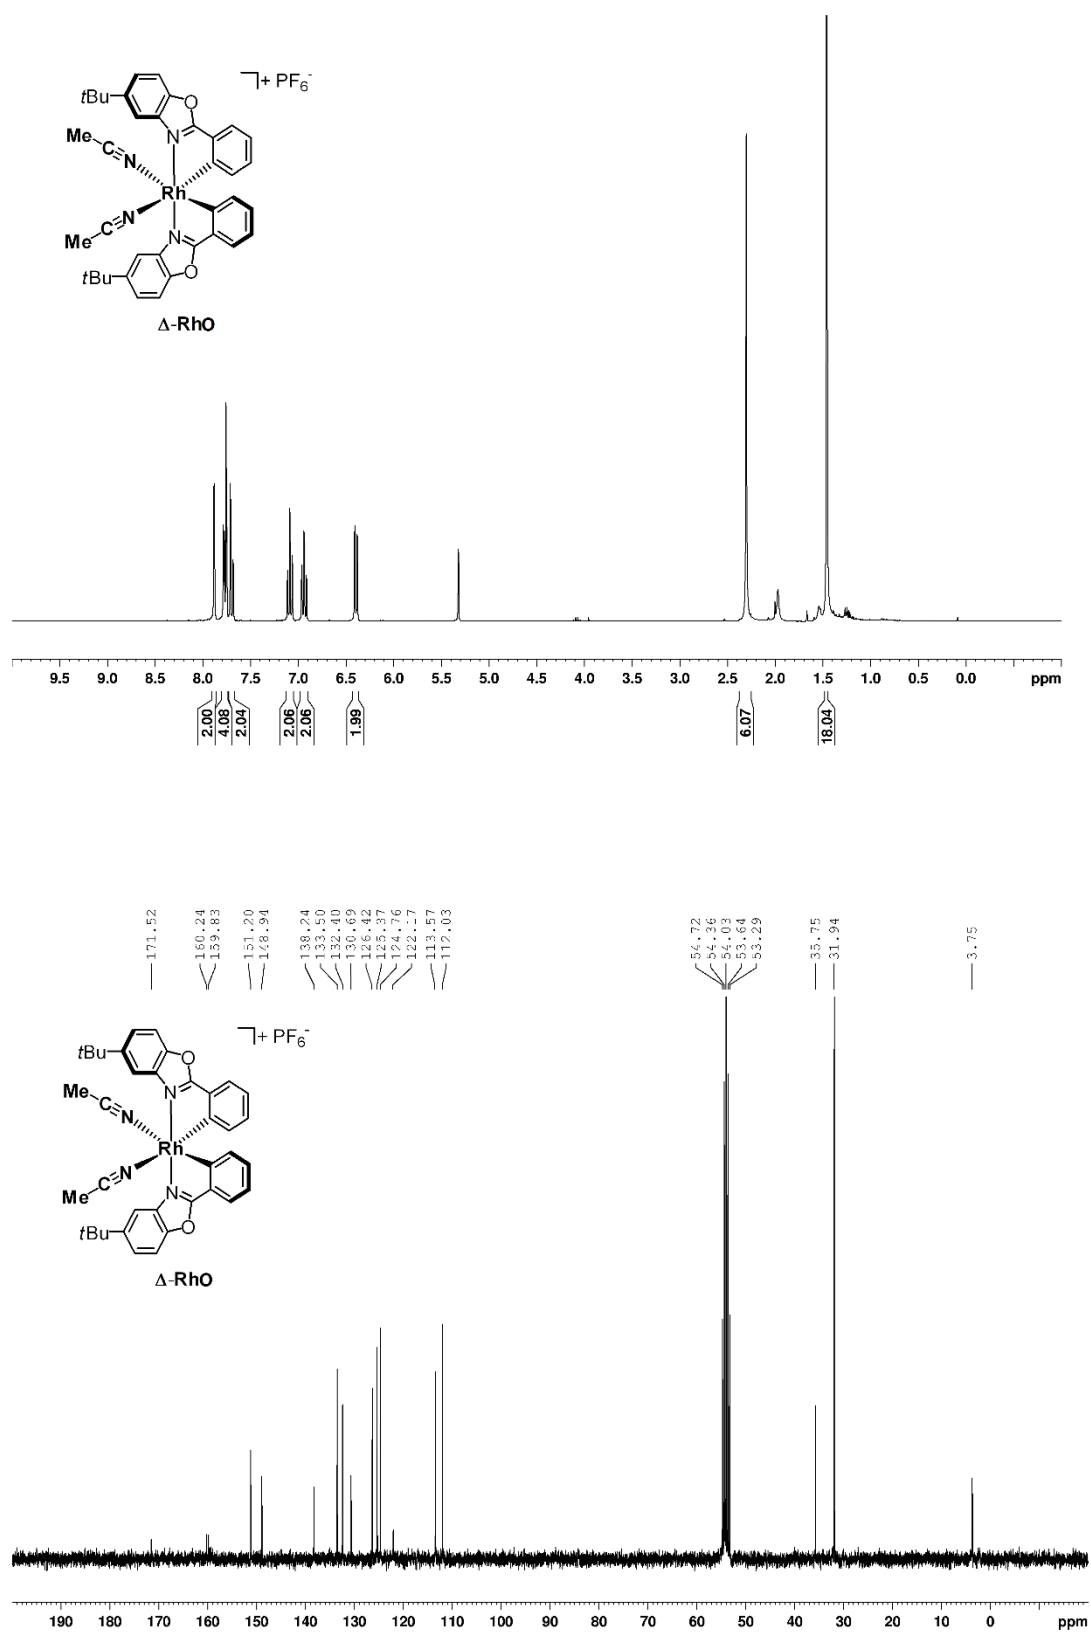 ]+ PF6-
tBu
O
N
Me
C≡N
Rh
C≡N
Me
N
O
tBu
Δ-RhO
9.5 9.0 8.5 8.0 7.5 7.0 6.5 6.0 5.5 5.0 4.5 4.0 3.5 3.0 2.5 2.0 1.5 1.0 0.5 0.0 ppm
2.00 4.08 2.04 2.06 2.06 1.99 6.07 18.04
171.52
160.24
159.83
151.20
148.94
138.24
133.50
132.40
130.69
126.42
125.37
124.76
122.17
113.57
112.03
54.72
54.36
54.03
53.64
53.29
35.75
31.94
3.75
]+ PF6-
tBu
O
N
Me
C≡N
Rh
C≡N
Me
N
O
tBu
Δ-RhO
190 180 170 160 150 140 130 120 110 100 90 80 70 60 50 40 30 20 10 0 ppm